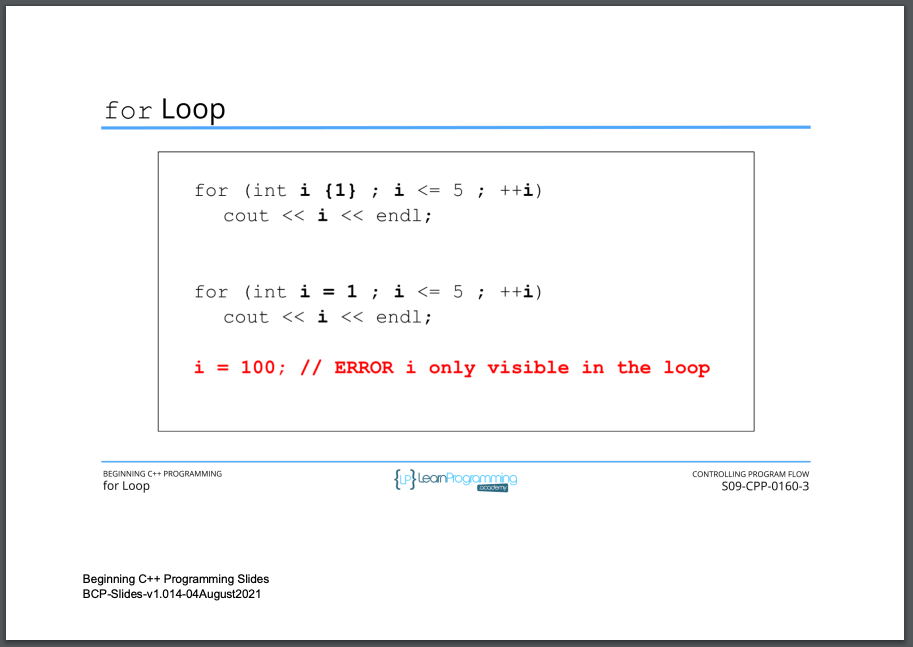 for Loop
for (int i {1} ; i <= 5 ; ++i)
cout << i << endl;
for (int i = 1 ; i <= 5 ; ++i)
cout << i << endl;
i = 100; // ERROR i only visible in the loop
BEGINNING C++ PROGRAMMING
for Loop
{LP} LearnProgramming
.academy
CONTROLLING PROGRAM FLOW
S09-CPP-0160-3
Beginning C++ Programming Slides
BCP-Slides-v1.014-04August2021